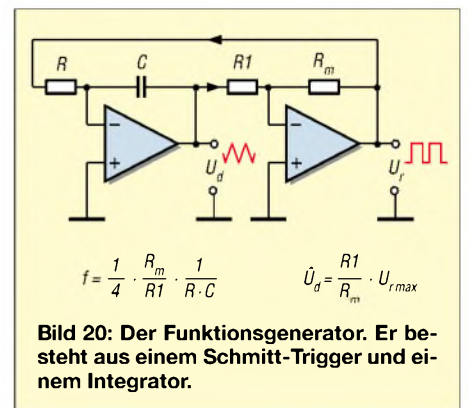 R C R1 Rm
− −
+ Ud + Ur
f = 1/4 · Rm/R1 · 1/(R·C) Ûd = R1/Rm · Ur max
Bild 20: Der Funktionsgenerator. Er be-
steht aus einem Schmitt-Trigger und ei-
nem Integrator.